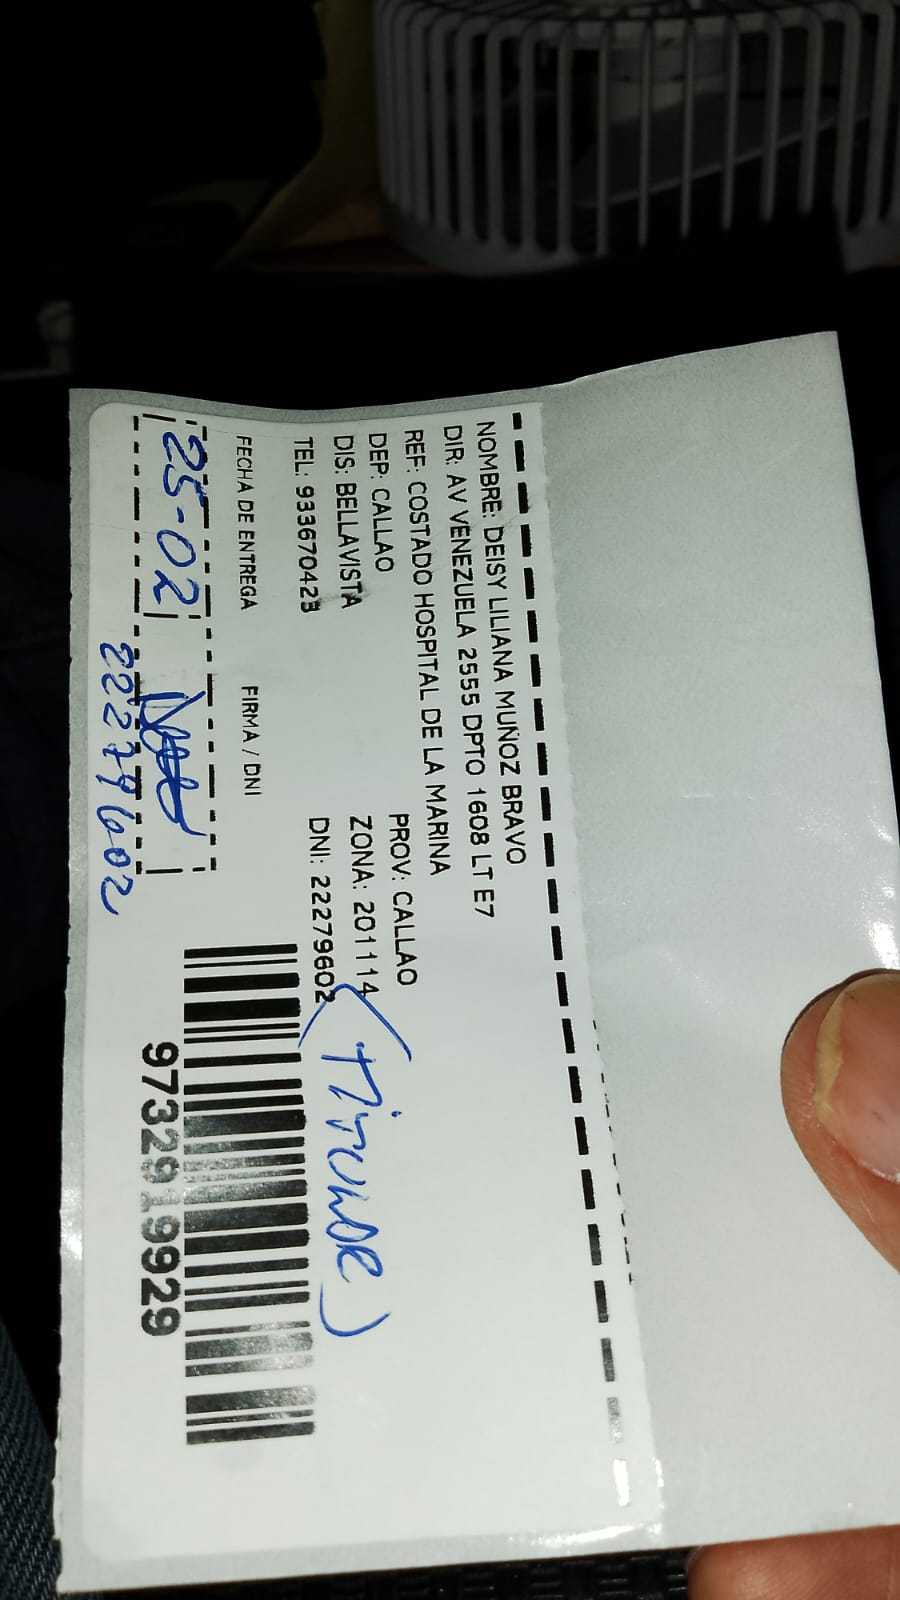 NOMBRE: DEISY LILIANA MUÑOZ BRAVO
DIR: AV VENEZUELA 2555 DPTO 1608 LT E7
REF: COSTADO HOSPITAL DE LA MARINA
DEP: CALLAO PROV: CALLAO
DIS: BELLAVISTA ZONA: 201114
TEL: 933670423 DNI: 22279602
FECHA DE ENTREGA FIRMA / DNI
25-02
22279602
9732919929